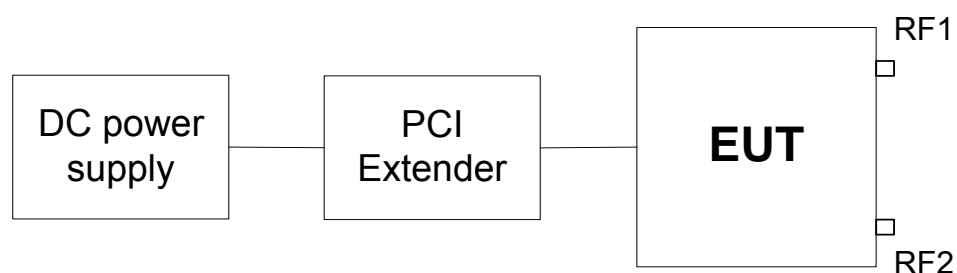 RF1
DC power
supply
PCI
Extender
EUT
RF2